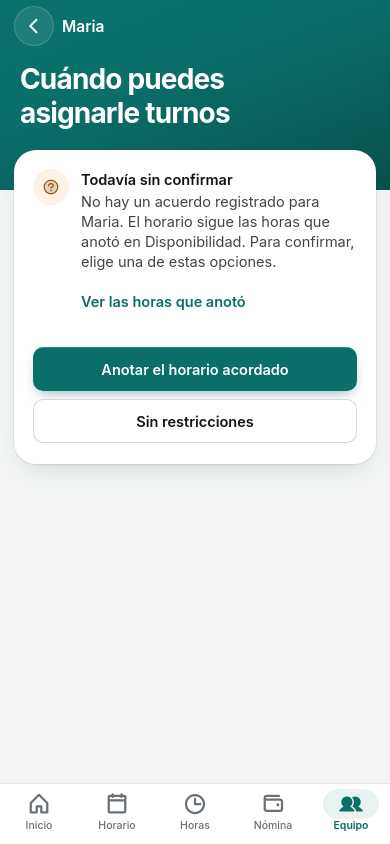 Maria
Cuándo puedes
asignarle turnos
Todavía sin confirmar
No hay un acuerdo registrado para
Maria. El horario sigue las horas que
anotó en Disponibilidad. Para confirmar,
elige una de estas opciones.
Ver las horas que anotó
Anotar el horario acordado
Sin restricciones
Inicio
Horario
Horas
Nómina
Equipo